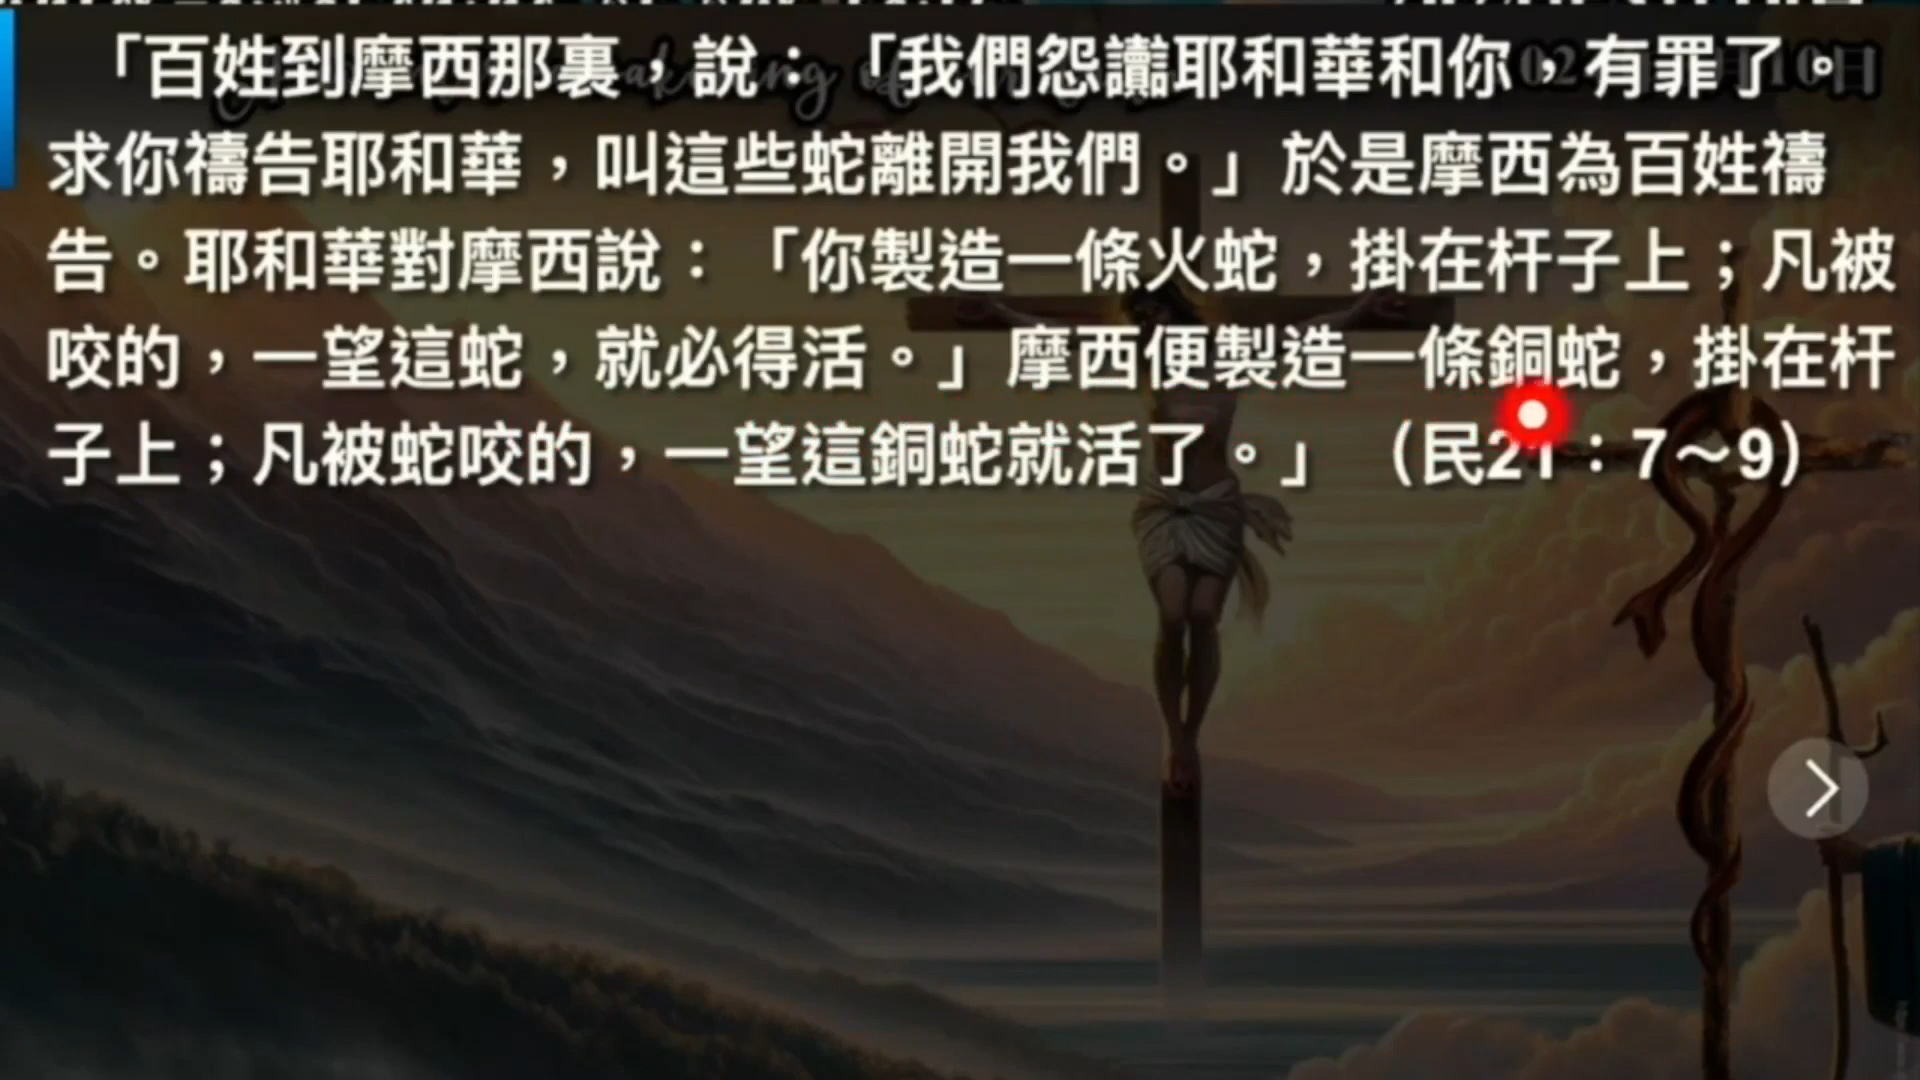 「百姓到摩西那裏，說：「我們怨讟耶和華和你，有罪了。
求你禱告耶和華，叫這些蛇離開我們。」於是摩西為百姓禱
告。耶和華對摩西說：「你製造一條火蛇，掛在杆子上；凡被
咬的，一望這蛇，就必得活。」摩西便製造一條銅蛇，掛在杆
子上；凡被蛇咬的，一望這銅蛇就活了。」（民21：7～9）